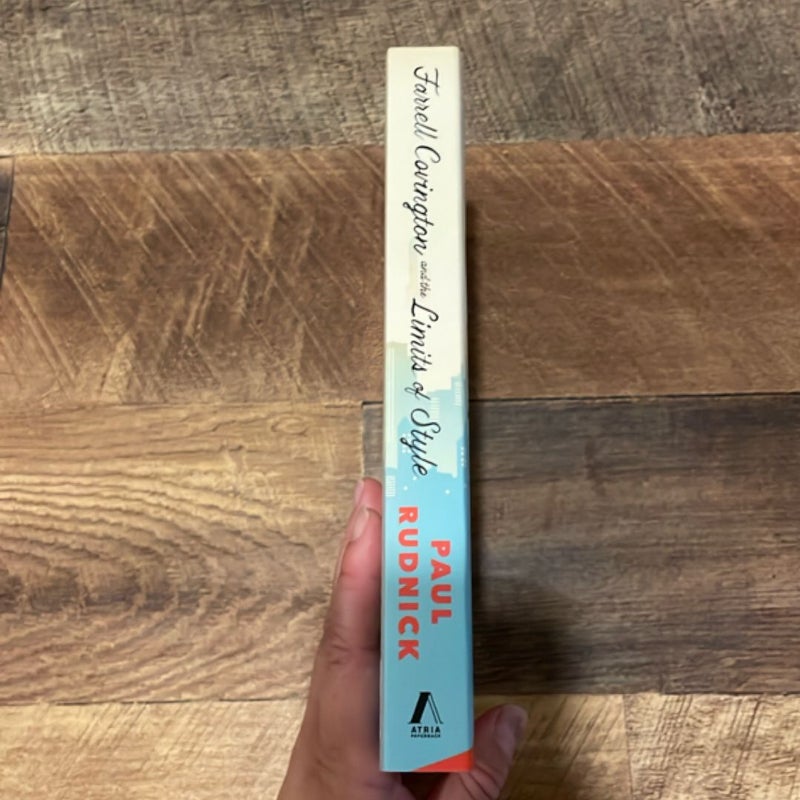 Farrell Covington and the Limits of Style
PAUL
RUDNICK
ATRIA
PAPERBACK